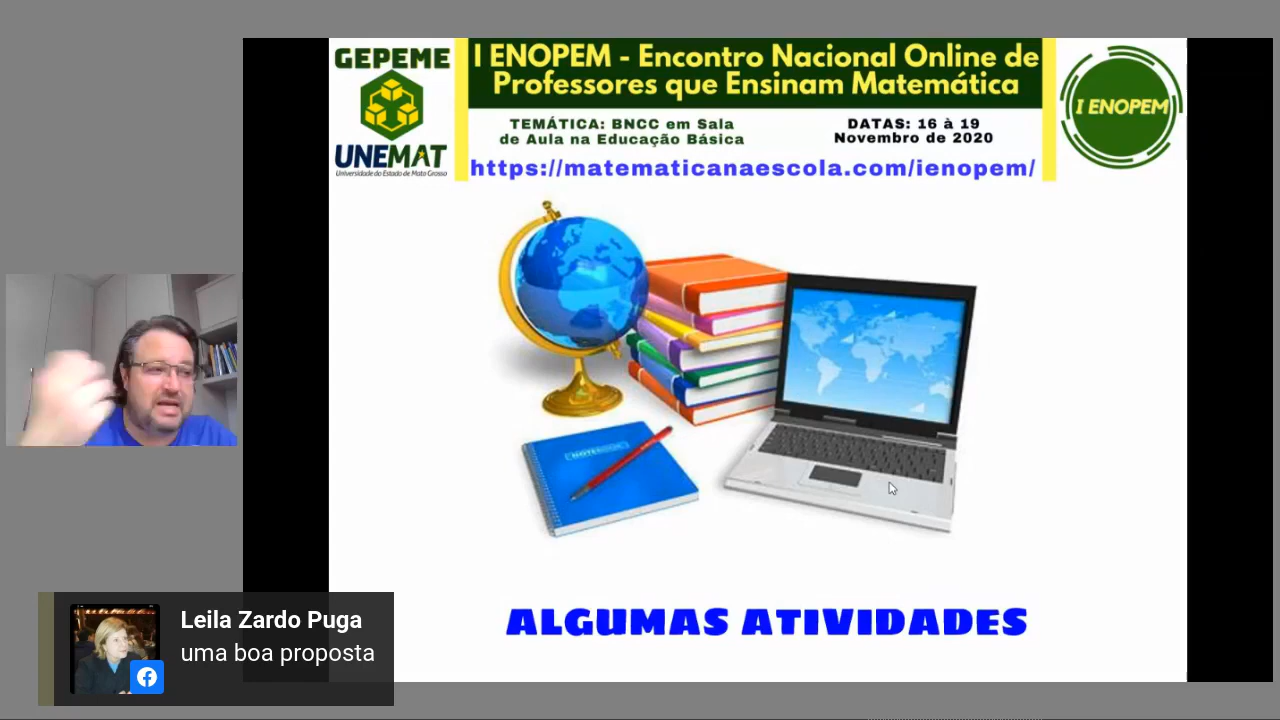 GEPEME
UNEMAT
Universidade do Estado de Mato Grosso
I ENOPEM - Encontro Nacional Online de
Professores que Ensinam Matemática
TEMÁTICA: BNCC em Sala
de Aula na Educação Básica
DATAS: 16 à 19
Novembro de 2020
https://matematicanaescola.com/ienopem/
I ENOPEM
NOTEBOOK
ALGUMAS ATIVIDADES
Leila Zardo Puga
uma boa proposta